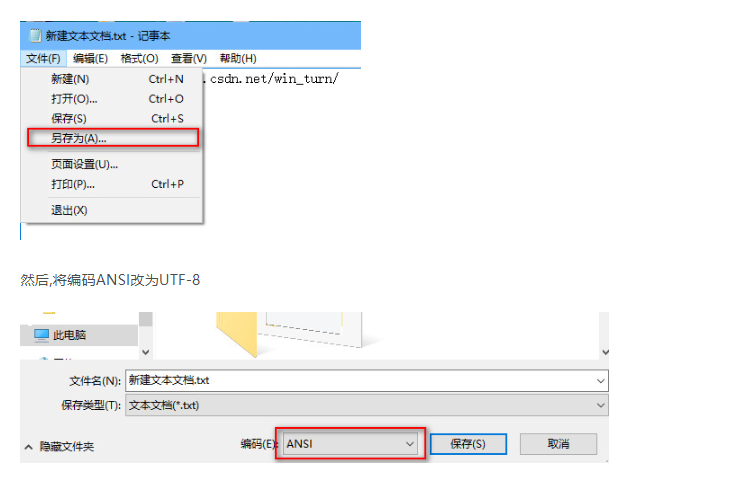 新建文本文档.txt - 记事本
文件(F) 编辑(E) 格式(O) 查看(V) 帮助(H)
.csdn.net/win_turn/
新建(N) Ctrl+N
打开(O)... Ctrl+O
保存(S) Ctrl+S
另存为(A)...
页面设置(U)...
打印(P)... Ctrl+P
退出(X)
然后,将编码ANSI改为UTF-8
此电脑
文件名(N): 新建文本文档.txt
保存类型(T): 文本文档(*.txt)
隐藏文件夹 编码(E): ANSI 保存(S) 取消